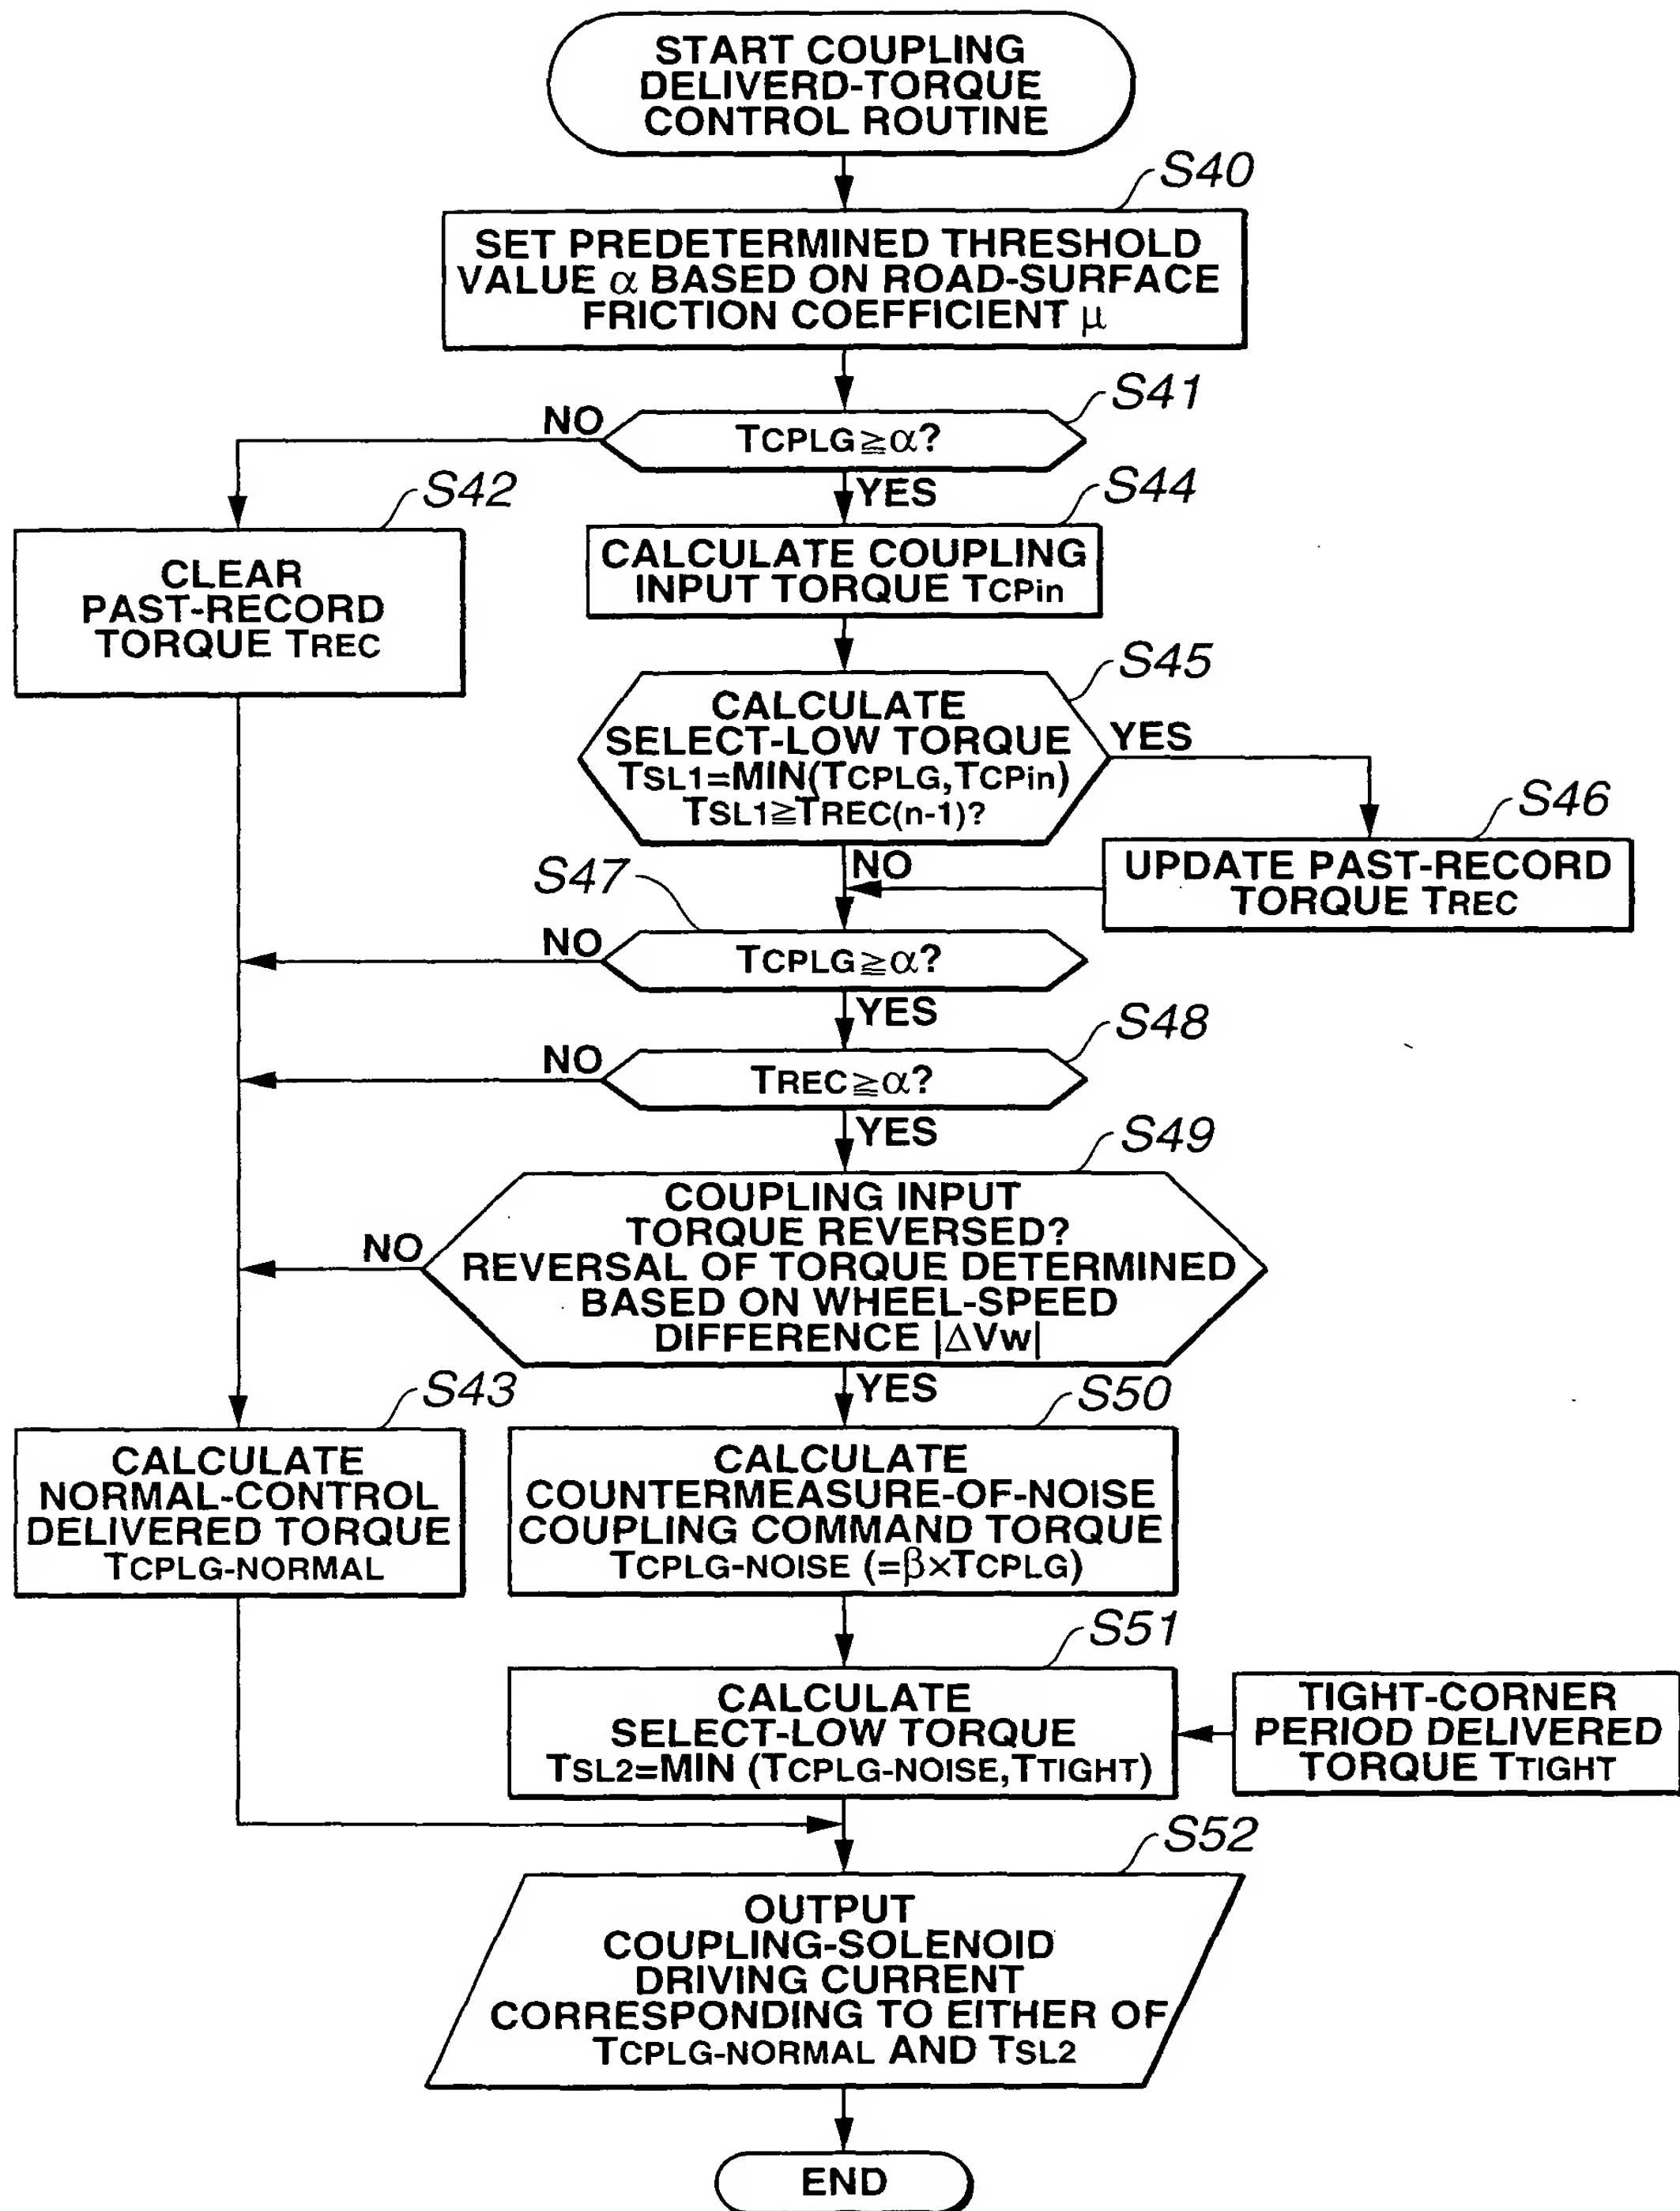 START COUPLING
DELIVERD-TORQUE
CONTROL ROUTINE
S40
SET PREDETERMINED THRESHOLD
VALUE α BASED ON ROAD-SURFACE
FRICTION COEFFICIENT μ
S41
NO
TCPLG≧α?
YES
S42
CLEAR
PAST-RECORD
TORQUE TREC
S44
CALCULATE COUPLING
INPUT TORQUE TCPin
S45
CALCULATE
SELECT-LOW TORQUE
TSL1=MIN(TCPLG,TCPin)
TSL1≧TREC(n-1)?
YES
NO
S46
UPDATE PAST-RECORD
TORQUE TREC
S47
NO
TCPLG≧α?
YES
S48
NO
TREC≧α?
YES
S49
NO
COUPLING INPUT
TORQUE REVERSED?
REVERSAL OF TORQUE DETERMINED
BASED ON WHEEL-SPEED
DIFFERENCE |ΔVw|
YES
S43
CALCULATE
NORMAL-CONTROL
DELIVERED TORQUE
TCPLG-NORMAL
S50
CALCULATE
COUNTERMEASURE-OF-NOISE
COUPLING COMMAND TORQUE
TCPLG-NOISE (=β×TCPLG)
S51
CALCULATE
SELECT-LOW TORQUE
TSL2=MIN (TCPLG-NOISE,TTIGHT)
TIGHT-CORNER
PERIOD DELIVERED
TORQUE TTIGHT
S52
OUTPUT
COUPLING-SOLENOID
DRIVING CURRENT
CORRESPONDING TO EITHER OF
TCPLG-NORMAL AND TSL2
END